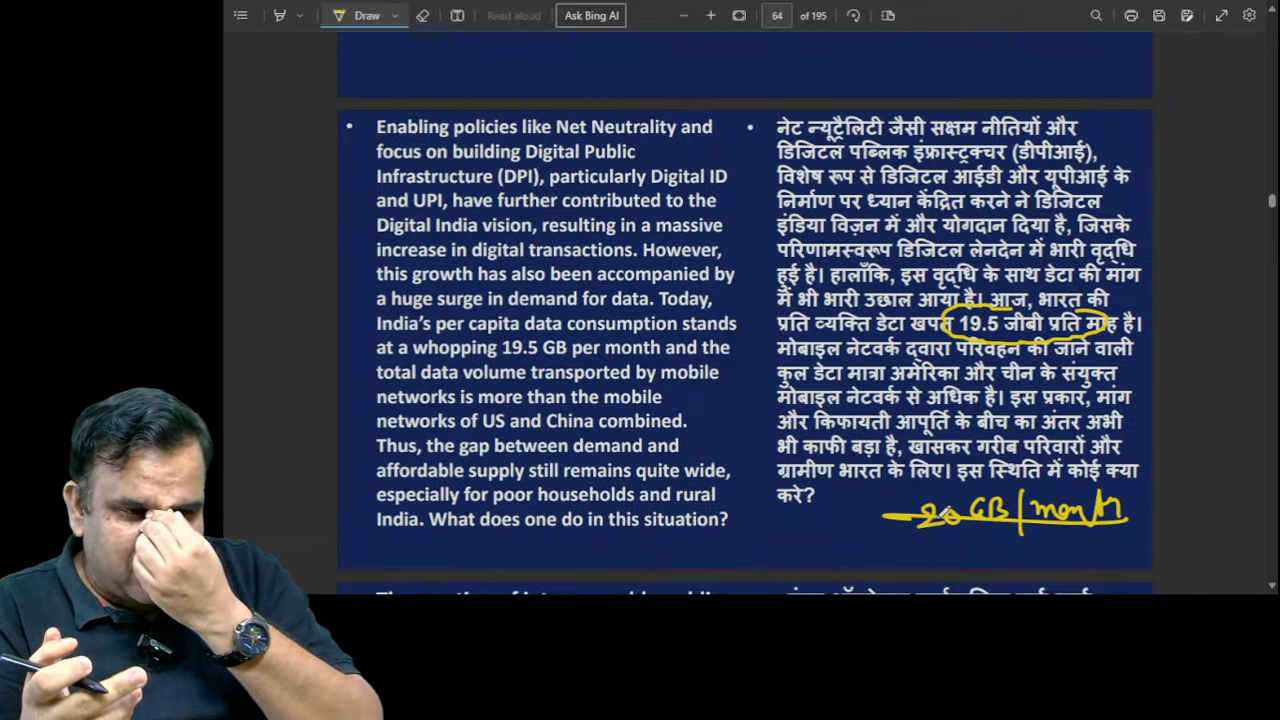 Draw
Read aloud
Ask Bing AI
64
of 195
• Enabling policies like Net Neutrality and
focus on building Digital Public
Infrastructure (DPI), particularly Digital ID
and UPI, have further contributed to the
Digital India vision, resulting in a massive
increase in digital transactions. However,
this growth has also been accompanied by
a huge surge in demand for data. Today,
India's per capita data consumption stands
at a whopping 19.5 GB per month and the
total data volume transported by mobile
networks is more than the mobile
networks of US and China combined.
Thus, the gap between demand and
affordable supply still remains quite wide,
especially for poor households and rural
India. What does one do in this situation?
• नेट न्यूट्रैलिटी जैसी सक्षम नीतियों और
डिजिटल पब्लिक इंफ्रास्ट्रक्चर (डीपीआई),
विशेष रूप से डिजिटल आईडी और यूपीआई के
निर्माण पर ध्यान केंद्रित करने ने डिजिटल
इंडिया विज़न में और योगदान दिया है, जिसके
परिणामस्वरूप डिजिटल लेनदेन में भारी वृद्धि
हुई है। हालाँकि, इस वृद्धि के साथ डेटा की मांग
में भी भारी उछाल आया है। आज, भारत की
प्रति व्यक्ति डेटा खपत 19.5 जीबी प्रति माह है।
मोबाइल नेटवर्क द्वारा परिवहन की जाने वाली
कुल डेटा मात्रा अमेरिका और चीन के संयुक्त
मोबाइल नेटवर्क से अधिक है। इस प्रकार, मांग
और किफायती आपूर्ति के बीच का अंतर अभी
भी काफी बड़ा है, खासकर गरीब परिवारों और
ग्रामीण भारत के लिए। इस स्थिति में कोई क्या
करे?
20 GB/month